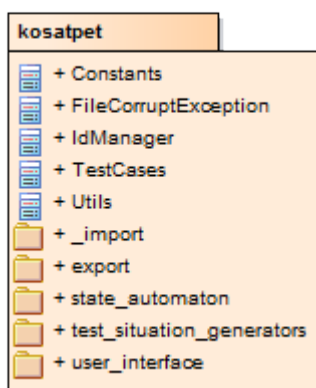 kosatpet
+ Constants
+ FileCorruptException
+ IdManager
+ TestCases
+ Utils
+ _import
+ export
+ state_automaton
+ test_situation_generators
+ user_interface